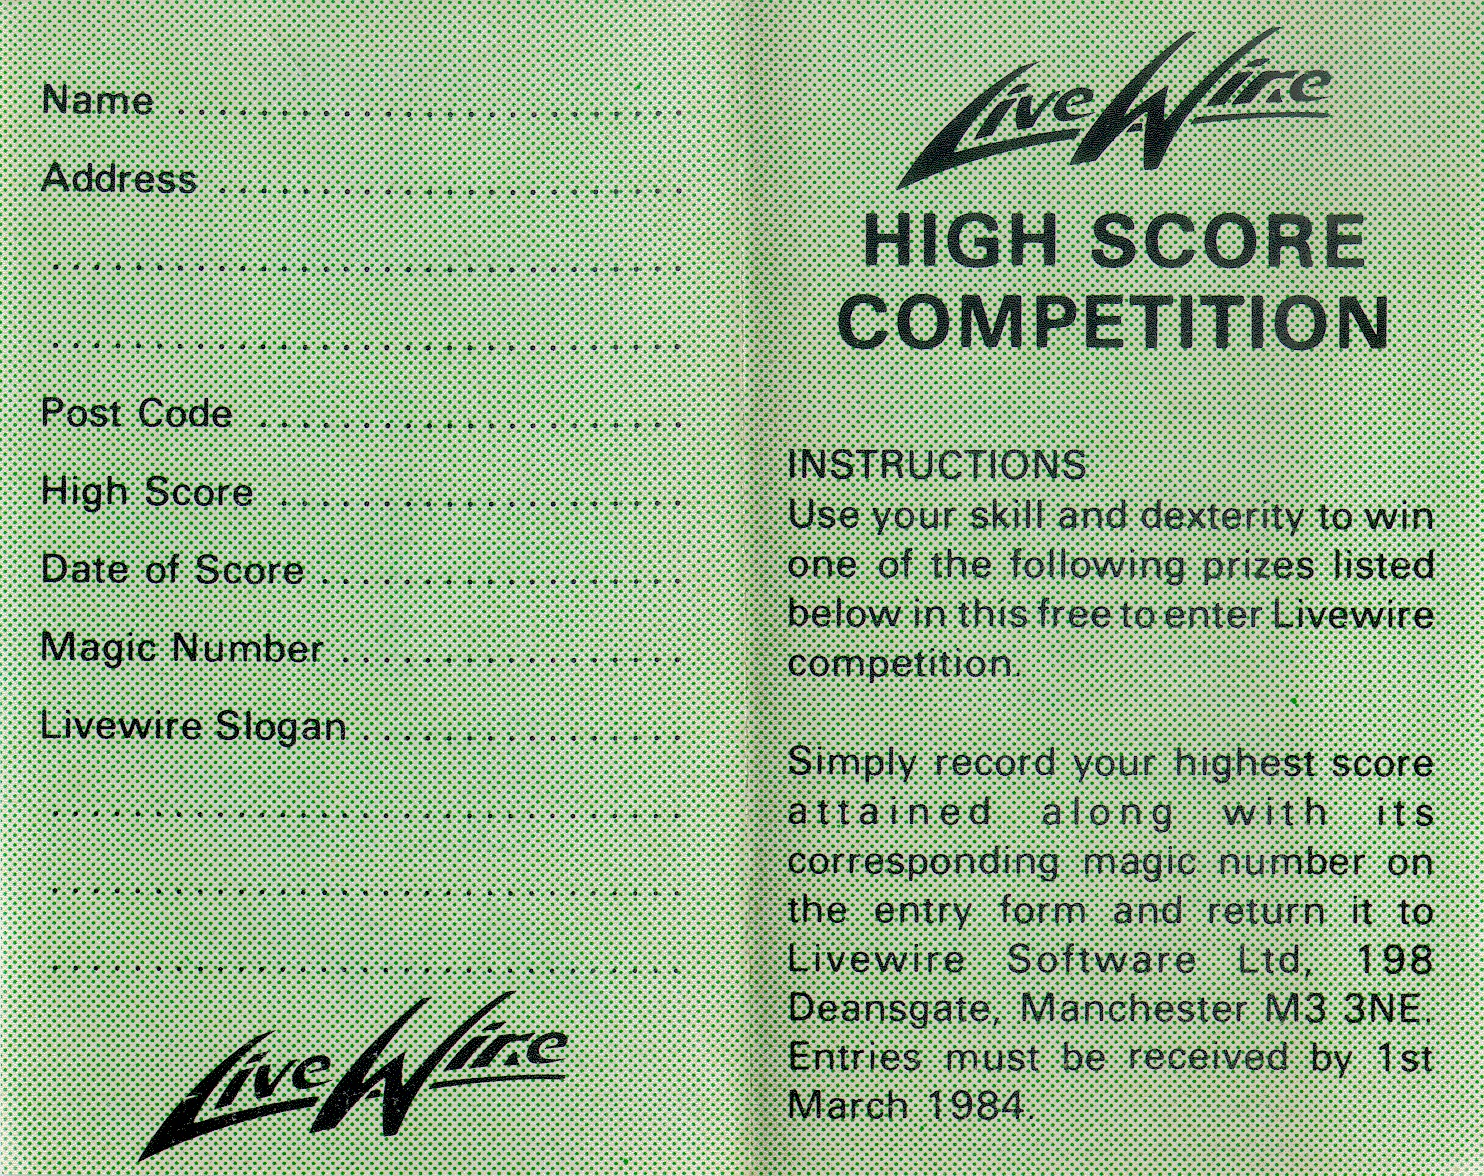 Name
Address
Post Code
High Score
Date of Score
Magic Number
Livewire Slogan
LiveWire
LiveWire
HIGH SCORE
COMPETITION
INSTRUCTIONS
Use your skill and dexterity to win
one of the following prizes listed
below in this free to enter Livewire
competition.
Simply record your highest score
attained along with its
corresponding magic number on
the entry form and return it to
Livewire Software Ltd, 198
Deansgate, Manchester M3 3NE.
Entries must be received by 1st
March 1984.